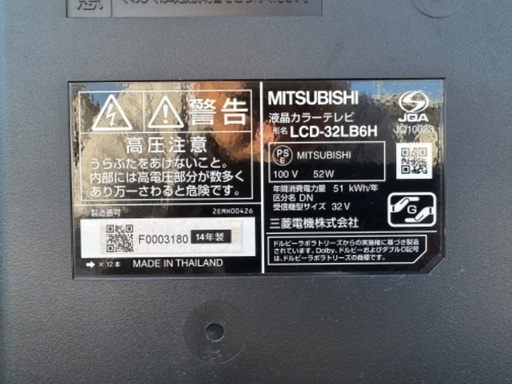 警告
高圧注意
うらぶたをあけないこと。
内部には高電圧部分が数多く
あり万一さわると危険です。
製造番号
2EMH0D426
F0003180 14年製
→ × 12本 MADE IN THAILAND
MITSUBISHI
液晶カラーテレビ
形名 LCD-32LB6H
PSE MITSUBISHI
100 V 52W
年間消費電力量 51 kWh/年
区分名 DN
受信機型サイズ 32 V
三菱電機株式会社
ドルビーラボラトリーズからの実施権に基づき製造
されています。Dolby、ドルビー及びダブルD記号
は、ドルビーラボラトリーズの商標です。
JQA
G